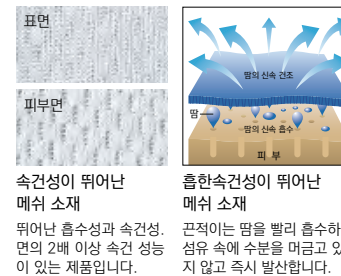 표면
피부면
속건성이 뛰어난
메쉬 소재
뛰어난 흡수성과 속건성.
면의 2배 이상 속건 성능
이 있는 제품입니다.
땀의 신속 건조
땀
땀의 신속 흡수
피 부
흡한속건성이 뛰어난
메쉬 소재
끈적이는 땀을 빨리 흡수하
섬유 속에 수분을 머금고 있
지 않고 즉시 발산합니다.